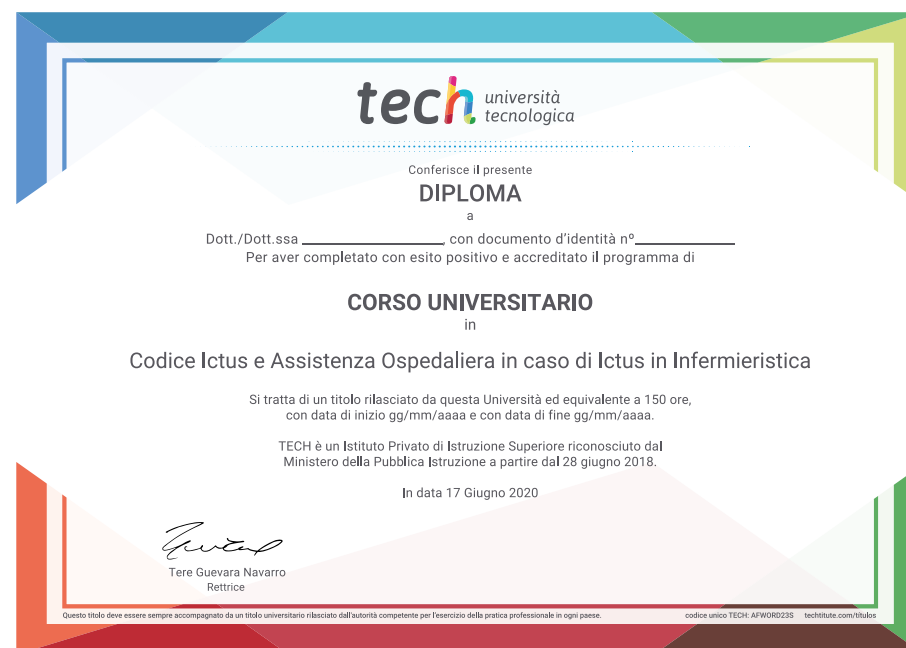 tech università
tecnologica
Conferisce il presente
DIPLOMA
a
Dott./Dott.ssa ____________________, con documento d'identità nº______________
Per aver completato con esito positivo e accreditato il programma di
CORSO UNIVERSITARIO
in
Codice Ictus e Assistenza Ospedaliera in caso di Ictus in Infermieristica
Si tratta di un titolo rilasciato da questa Università ed equivalente a 150 ore,
con data di inizio gg/mm/aaaa e con data di fine gg/mm/aaaa.
TECH è un Istituto Privato di Istruzione Superiore riconosciuto dal
Ministero della Pubblica Istruzione a partire dal 28 giugno 2018.
In data 17 Giugno 2020
Tere Guevara Navarro
Rettrice
Questo titolo deve essere sempre accompagnato da un titolo universitario rilasciato dall'autorità competente per l'esercizio della pratica professionale in ogni paese. codice unico TECH: AFWORD23S techtitute.com/titulos